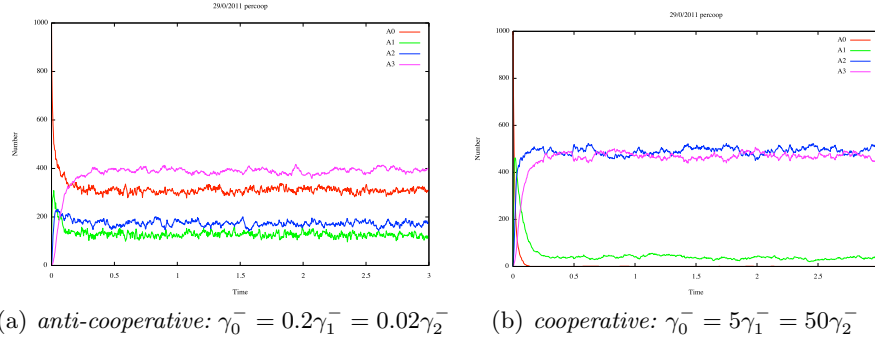 29/0/2011 percoop
1000
800
600
400
200
0
0
0.5
1
1.5
2
2.5
3
Number
Time
A0
A1
A2
A3
(a) anti-cooperative: γ₀⁻ = 0.2γ₁⁻ = 0.02γ₂⁻
29/0/2011 percoop
1000
800
600
400
200
0
0
0.5
1
1.5
2
2.5
3
Number
Time
A0
A1
A2
A3
(b) cooperative: γ₀⁻ = 5γ₁⁻ = 50γ₂⁻